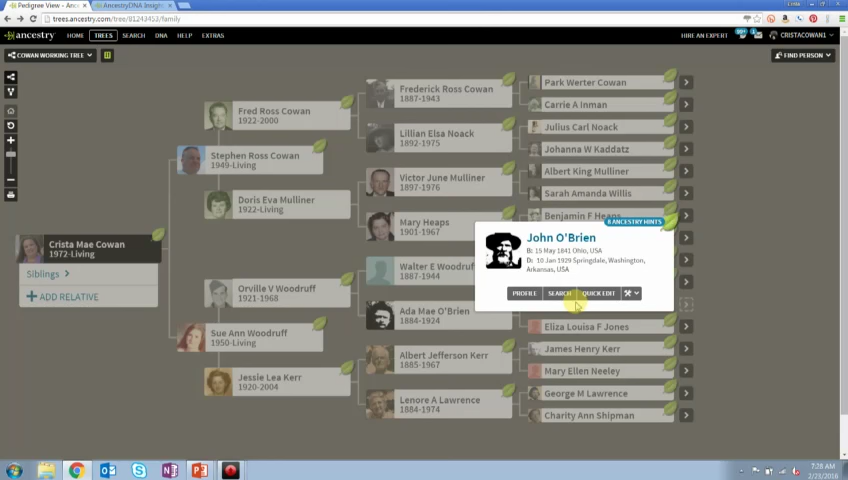 Pedigree View - Anc
AncestryDNA Insigh
Crista
trees.ancestry.com/tree/81243453/family
ancestry
HOME
TREES
SEARCH
DNA
HELP
EXTRAS
HIRE AN EXPERT
99+
CRISTACOWAN1
COWAN WORKING TREE
FIND PERSON
Crista Mae Cowan
1972-Living
Siblings
ADD RELATIVE
Stephen Ross Cowan
1949-Living
Sue Ann Woodruff
1950-Living
Fred Ross Cowan
1922-2000
Doris Eva Mulliner
1922-Living
Orville V Woodruff
1921-1968
Jessie Lea Kerr
1920-2004
Frederick Ross Cowan
1887-1943
Lillian Elsa Noack
1892-1975
Victor June Mulliner
1897-1976
Mary Heaps
1901-1967
Walter E Woodruf
1887-1944
Ada Mae O'Brien
1884-1924
Albert Jefferson Kerr
1885-1967
Lenore A Lawrence
1884-1974
Park Werter Cowan
Carrie A Inman
Julius Carl Noack
Johanna W Kaddatz
Albert King Mulliner
Sarah Amanda Willis
Benjamin F Heaps
8 ANCESTRY HINTS
John O'Brien
B: 15 May 1841 Ohio, USA
D: 10 Jan 1929 Springdale, Washington,
Arkansas, USA
PROFILE
SEARCH
QUICK EDIT
Eliza Louisa F Jones
James Henry Kerr
Mary Ellen Neeley
George M Lawrence
Charity Ann Shipman
7:28 AM
2/23/2016